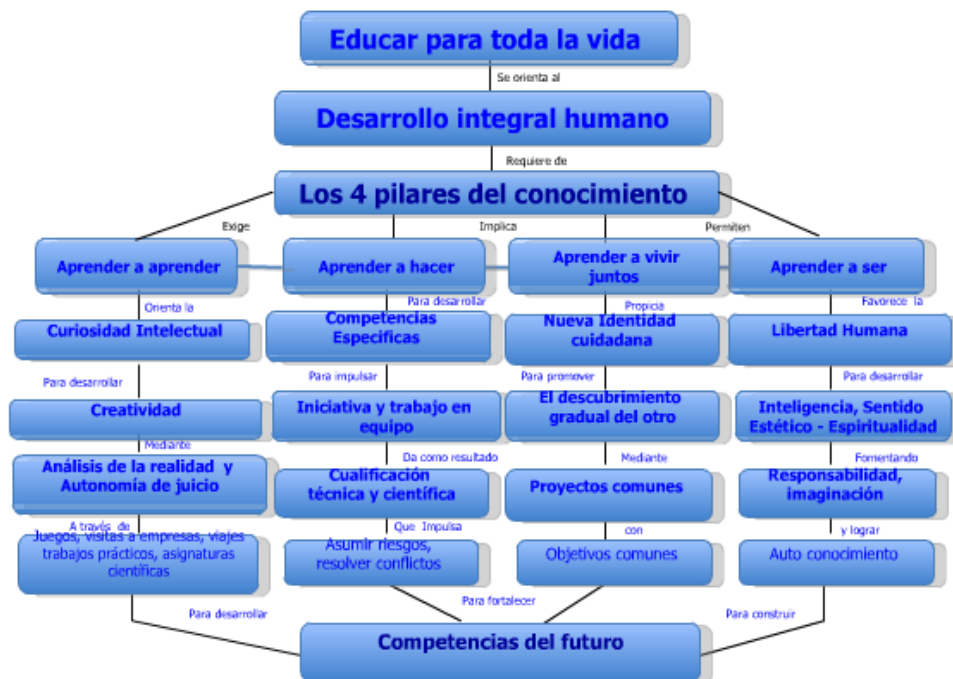 Educar para toda la vida
Se orienta al
Desarrollo integral humano
Requiere de
Los 4 pilares del conocimiento
Exige
Implica
Permiten
Aprender a aprender
Aprender a hacer
Aprender a vivir
juntos
Aprender a ser
Orienta la
Para desarrollar
Propicia
Favorece la
Curiosidad Intelectual
Competencias
Especificas
Nueva Identidad
cuidadana
Libertad Humana
Para desarrollar
Para impulsar
Para promover
Para desarrollar
Creatividad
Iniciativa y trabajo en
equipo
El descubrimiento
gradual del otro
Inteligencia, Sentido
Estético - Espiritualidad
Mediante
Da como resultado
Mediante
Fomentando
Análisis de la realidad y
Autonomía de juicio
Cualificación
técnica y científica
Proyectos comunes
Responsabilidad,
imaginación
A través de
Que Impulsa
con
y lograr
Juegos, visitas a empresas, viajes
trabajos prácticos, asignaturas
científicas
Asumir riesgos,
resolver conflictos
Objetivos comunes
Auto conocimiento
Para desarrollar
Para fortalecer
Para construir
Competencias del futuro